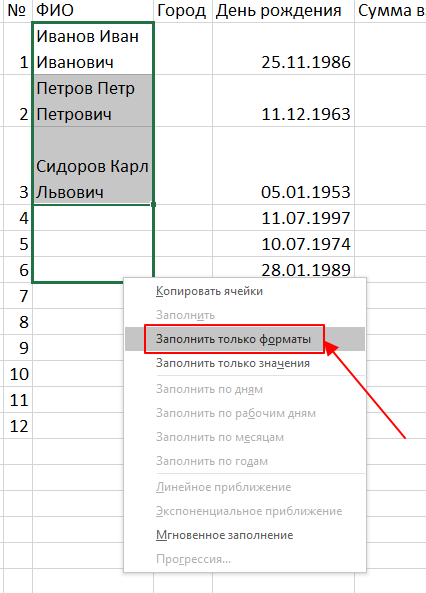 № ФИО Город День рождения Сумма в
Иванов Иван
1 Иванович 25.11.1986
Петров Петр
2 Петрович 11.12.1963
Сидоров Карл
3 Львович 05.01.1953
4 11.07.1997
5 10.07.1974
6 28.01.1989
7
Копировать ячейки
8
Заполнить
9
Заполнить только форматы
Заполнить только значения
10
Заполнить по дням
11
Заполнить по рабочим дням
12
Заполнить по месяцам
Заполнить по годам
Линейное приближение
Экспоненциальное приближение
Мгновенное заполнение
Прогрессия...